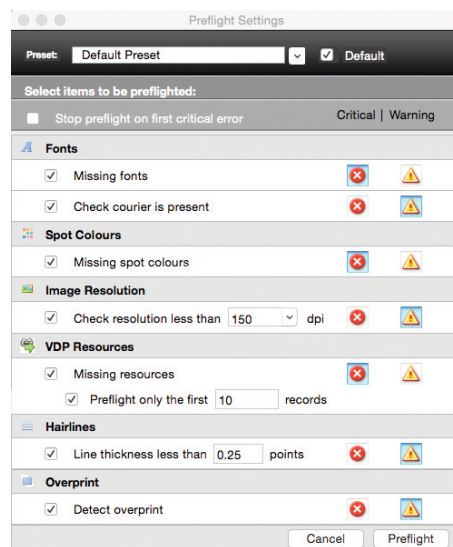 Preflight Settings
Preset: Default Preset Default
Select items to be preflighted:
Stop preflight on first critical error Critical | Warning
Fonts
Missing fonts
Check courier is present
Spot Colours
Missing spot colours
Image Resolution
Check resolution less than 150 dpi
VDP Resources
Missing resources
Preflight only the first 10 records
Hairlines
Line thickness less than 0.25 points
Overprint
Detect overprint
Cancel Preflight